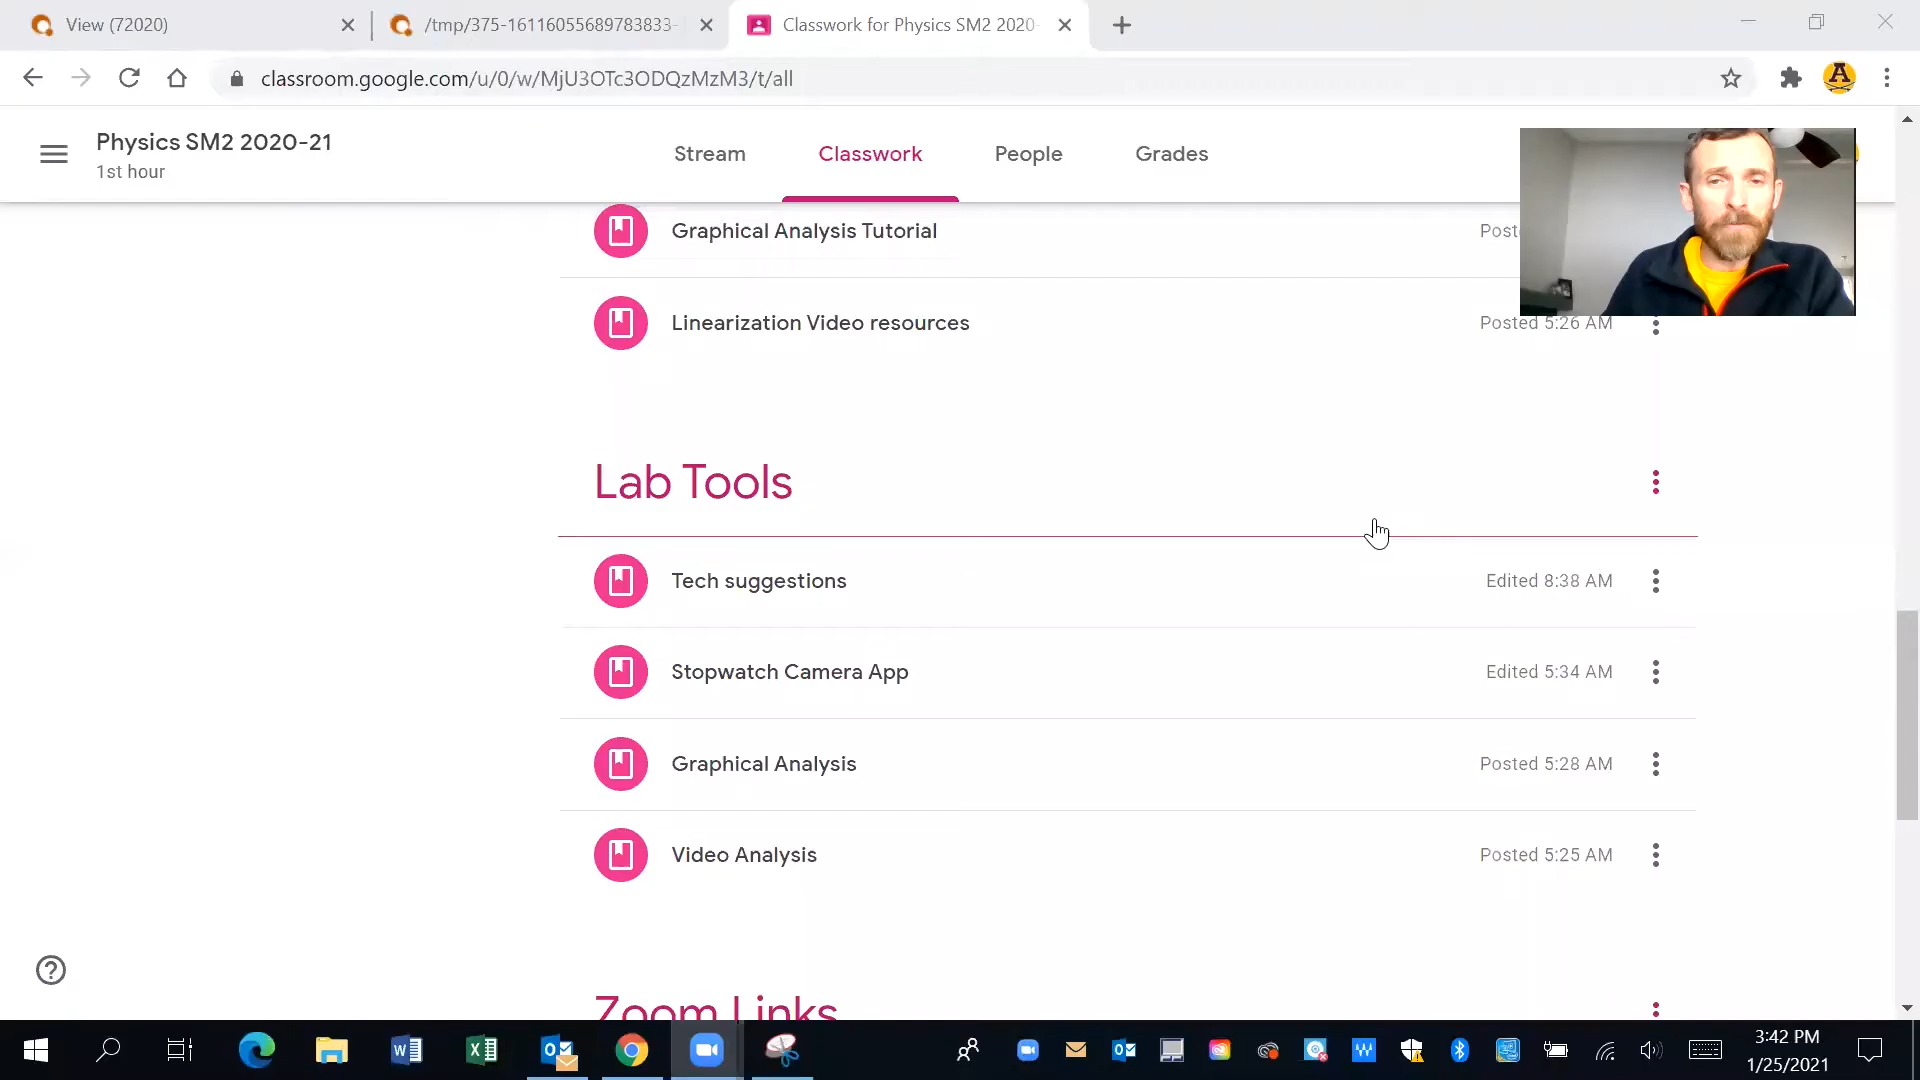 View (72020)
/tmp/375-16116055689783833-
Classwork for Physics SM2 2020-
classroom.google.com/u/0/w/MjU3OTc3ODQzMzM3/t/all
Physics SM2 2020-21
1st hour
Stream
Classwork
People
Grades
Graphical Analysis Tutorial
Post
Linearization Video resources
Posted 5:26 AM
Lab Tools
Tech suggestions
Edited 8:38 AM
Stopwatch Camera App
Edited 5:34 AM
Graphical Analysis
Posted 5:28 AM
Video Analysis
Posted 5:25 AM
Zoom Links
3:42 PM
1/25/2021